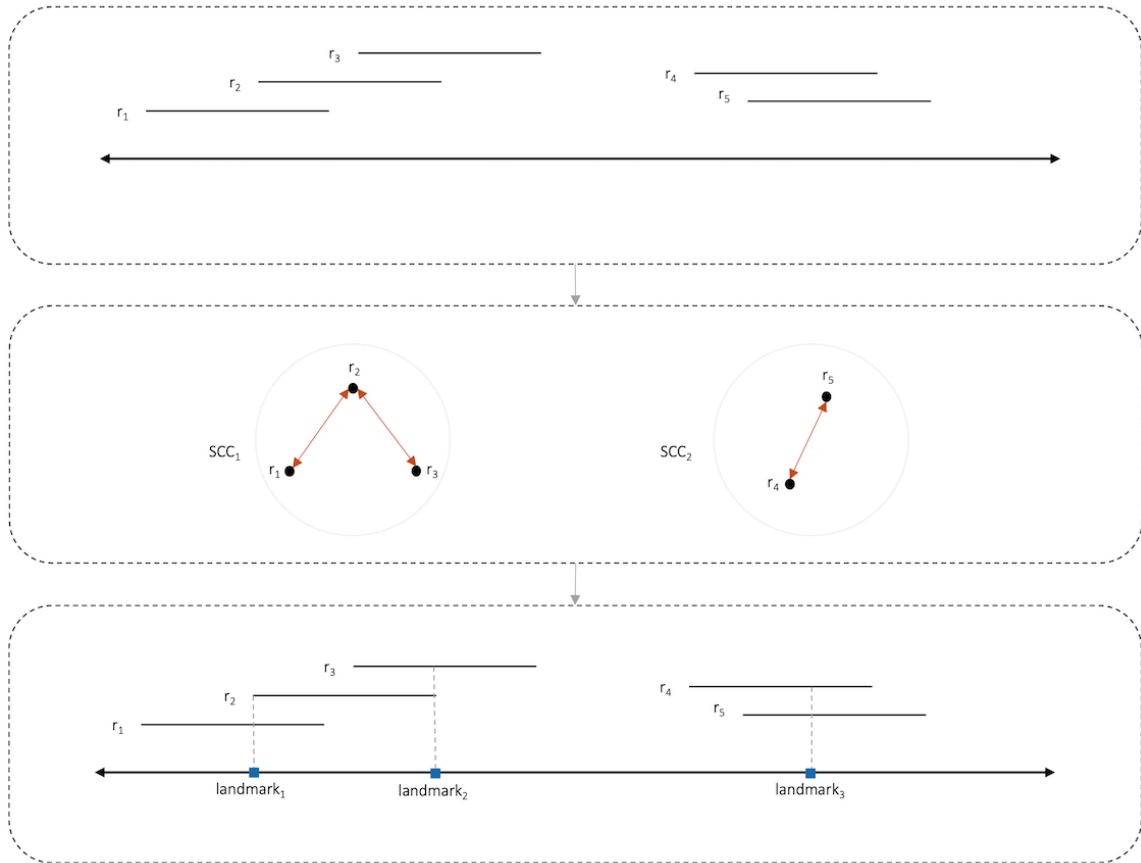 r₃
r₄
r₂
r₅
r₁
r₂
r₅
SCC₁
SCC₂
r₁
r₃
r₄
r₃
r₄
r₂
r₅
r₁
landmark₁
landmark₂
landmark₃